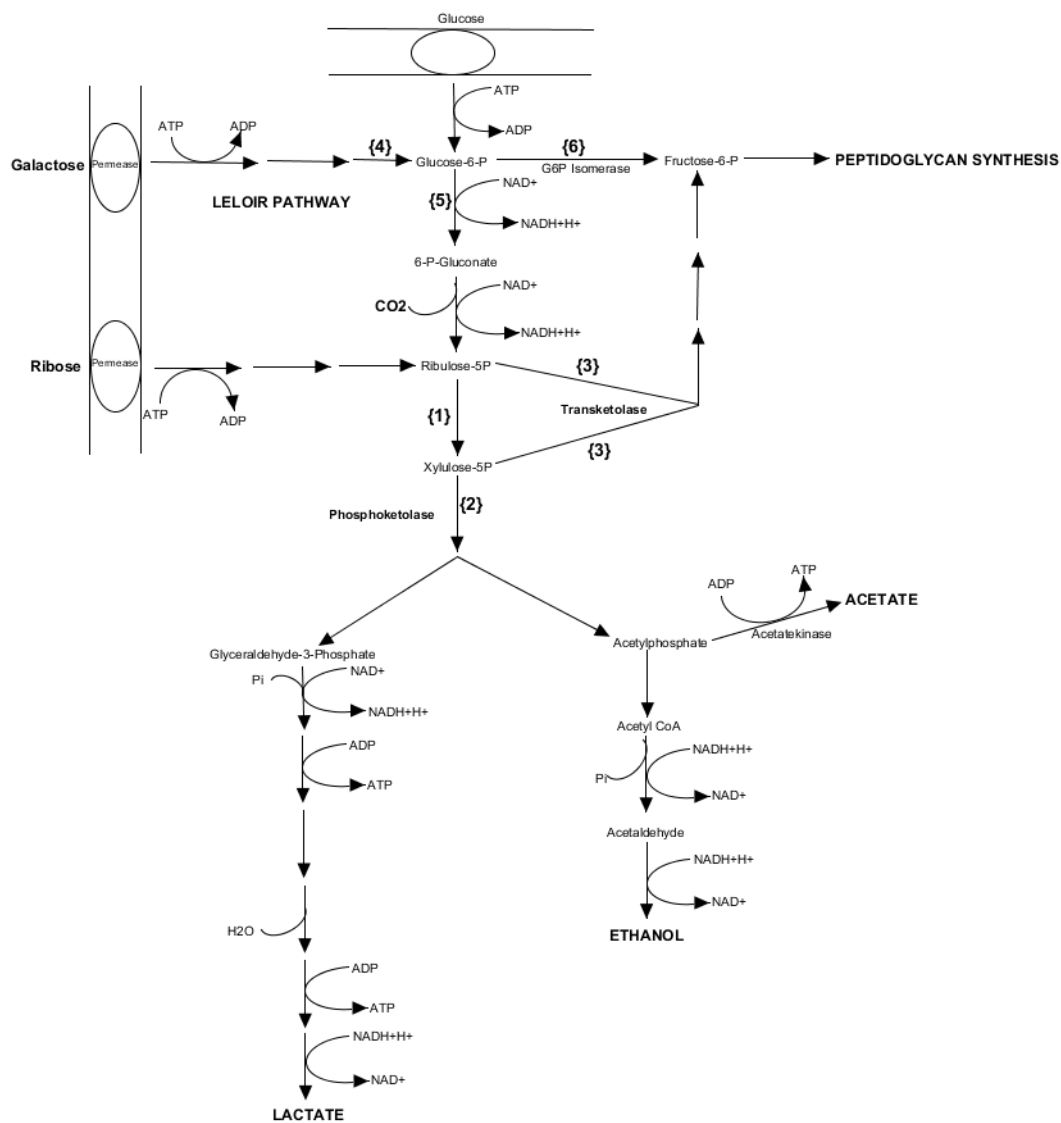 Glucose
ATP
ADP
ATP
ADP
Galactose
Permease
{4}
Glucose-6-P
{6}
G6P Isomerase
Fructose-6-P
PEPTIDOGLYCAN SYNTHESIS
LELOIR PATHWAY
{5}
NAD+
NADH+H+
6-P-Gluconate
CO2
NAD+
NADH+H+
Ribose
Permease
ATP
ADP
Ribulose-5P
{3}
{1}
Transketolase
{3}
Xylulose-5P
{2}
Phosphoketolase
ADP
ATP
ACETATE
Acetatekinase
Glyceraldehyde-3-Phosphate
Acetylphosphate
Pi
NAD+
NADH+H+
ADP
ATP
Acetyl CoA
NADH+H+
Pi
NAD+
Acetaldehyde
NADH+H+
NAD+
ETHANOL
H2O
ADP
ATP
NADH+H+
NAD+
LACTATE